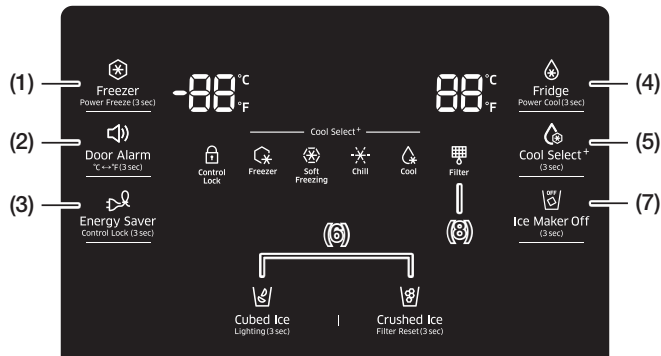 (1)
Freezer
Power Freeze (3 sec)
(2)
Door Alarm
°C ↔ °F (3 sec)
(3)
Energy Saver
Control Lock (3 sec)
-88 °C °F
88 °C °F
Cool Select+
Control Lock
Freezer
Soft Freezing
Chill
Cool
Filter
(6)
(8)
Cubed Ice
Lighting (3 sec)
|
Crushed Ice
Filter Reset (3 sec)
(4)
Fridge
Power Cool (3 sec)
(5)
Cool Select+
(3 sec)
(7)
OFF
Ice Maker Off
(3 sec)